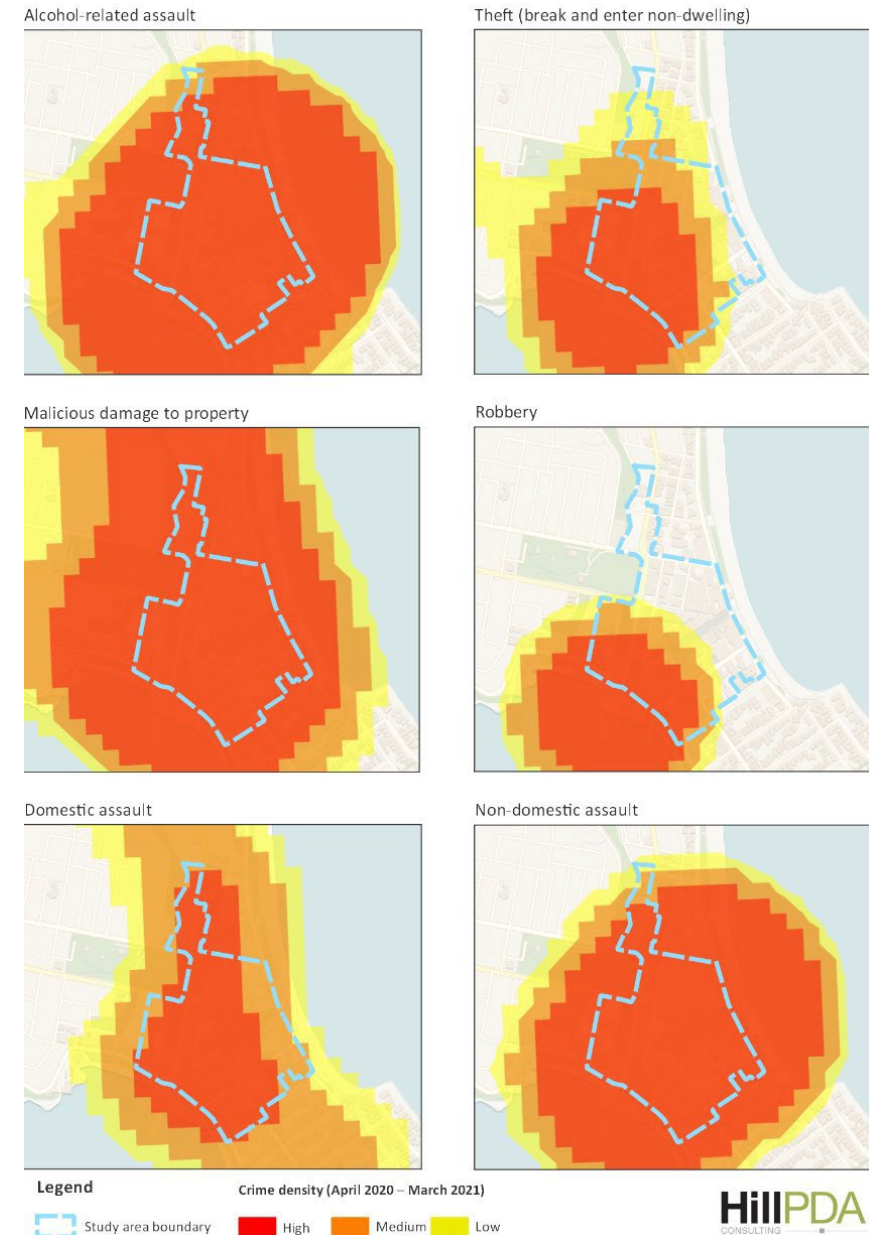 Alcohol-related assault
Theft (break and enter non-dwelling)
Malicious damage to property
Robbery
Domestic assault
Non-domestic assault
Legend
Crime density (April 2020 – March 2021)
Study area boundary
High
Medium
Low
HillPDA
CONSULTING